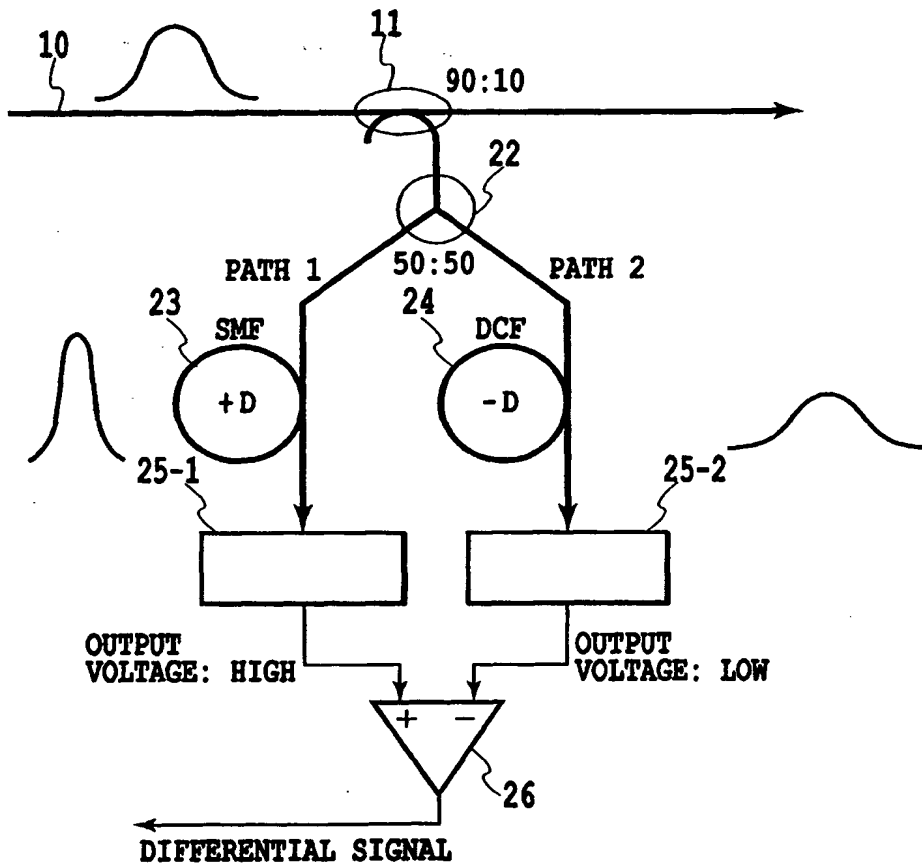 10
11
90:10
22
50:50
PATH 1
PATH 2
23
SMF
+D
24
DCF
-D
25-1
25-2
OUTPUT
VOLTAGE: HIGH
OUTPUT
VOLTAGE: LOW
+
-
26
DIFFERENTIAL SIGNAL